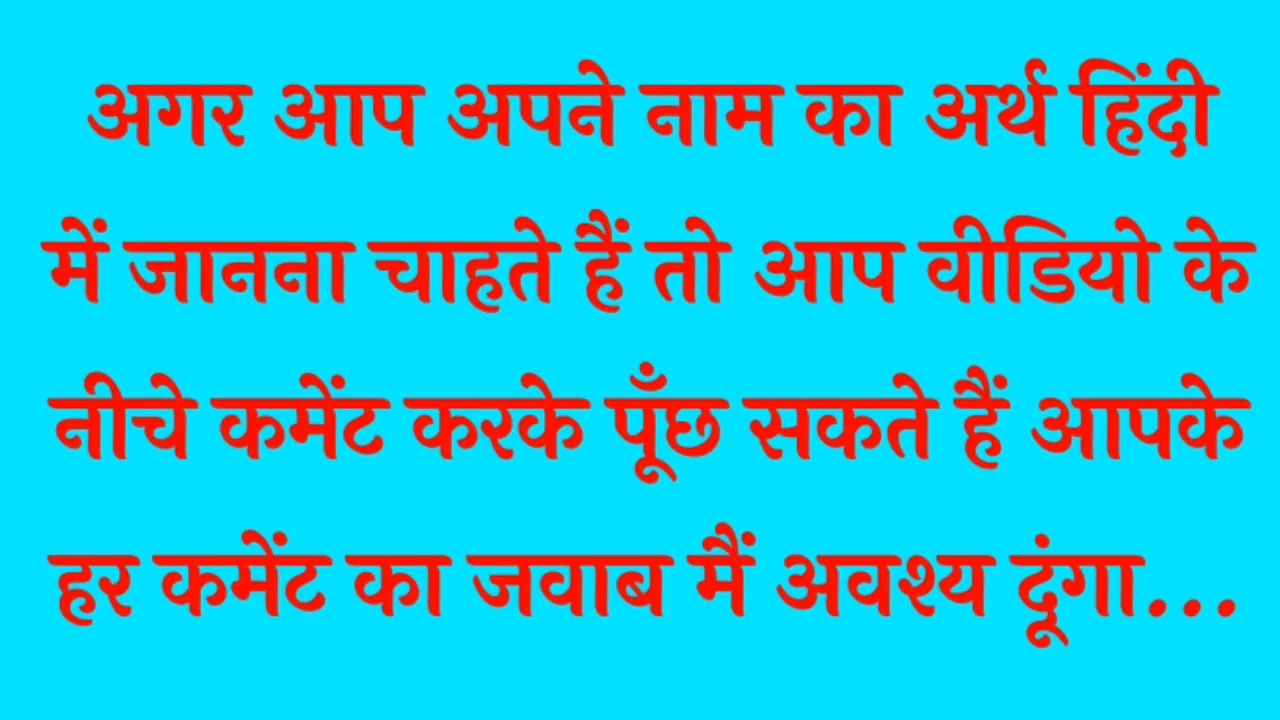 अगर आप अपने नाम का अर्थ हिंदी
में जानना चाहते हैं तो आप वीडियो के
नीचे कमेंट करके पूँछ सकते हैं आपके
हर कमेंट का जवाब मैं अवश्य दूंगा...